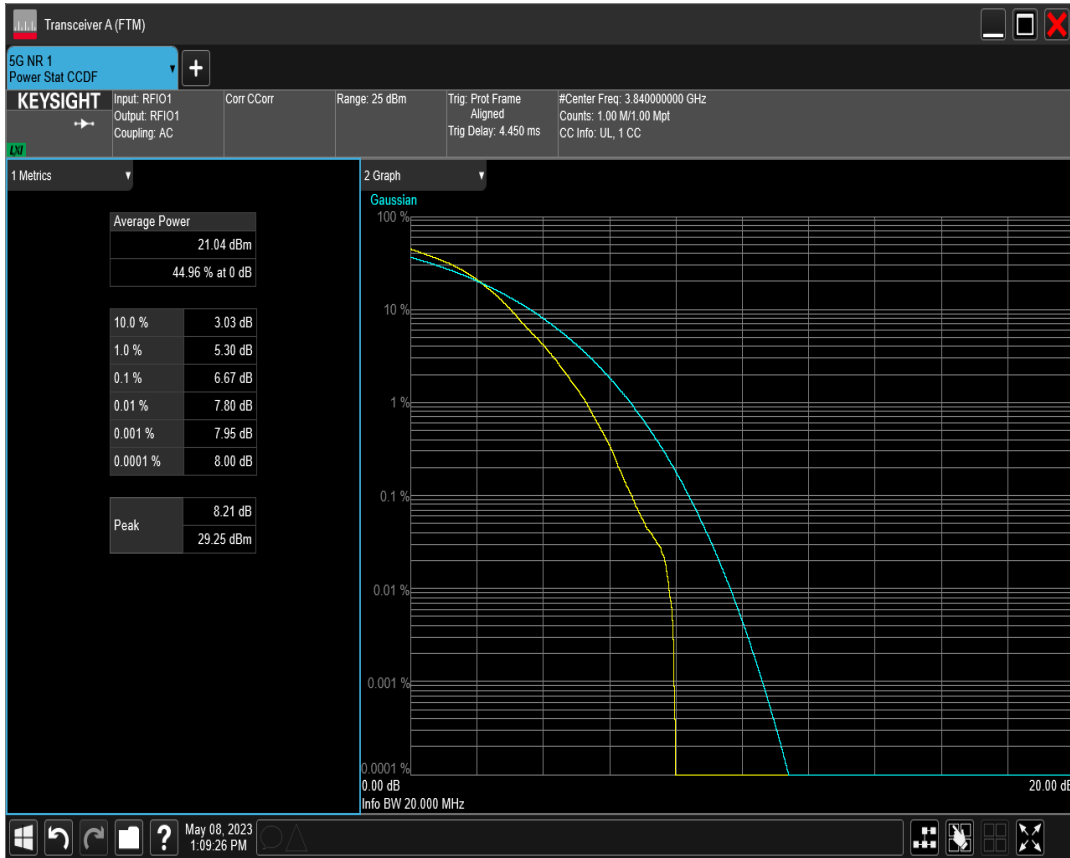 Transceiver A (FTM)
5G NR 1
Power Stat CCDF
+
KEYSIGHT
LXI
Input: RFIO1
Output: RFIO1
Coupling: AC
Corr CCorr
Range: 25 dBm
Trig: Prot Frame
Aligned
Trig Delay: 4.450 ms
#Center Freq: 3.840000000 GHz
Counts: 1.00 M/1.00 Mpt
CC Info: UL, 1 CC
1 Metrics
Average Power
21.04 dBm
44.96 % at 0 dB
10.0 % 3.03 dB
1.0 % 5.30 dB
0.1 % 6.67 dB
0.01 % 7.80 dB
0.001 % 7.95 dB
0.0001 % 8.00 dB
Peak 8.21 dB
29.25 dBm
2 Graph
Gaussian
100 %
10 %
1 %
0.1 %
0.01 %
0.001 %
0.0001 %
0.00 dB 20.00 dB
Info BW 20.000 MHz
?
May 08, 2023
1:09:26 PM